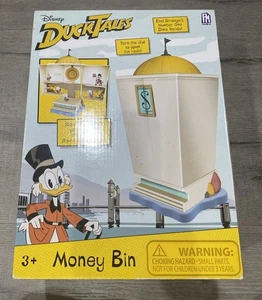 Disney
DUCKTALES
Turn the dial
to open
the vault!
Find Scrooge's
Number One
Dime Inside!
S
3+
Money Bin
WARNING:
CHOKING HAZARD - SMALL PARTS.
NOT FOR CHILDREN UNDER 3 YEARS.